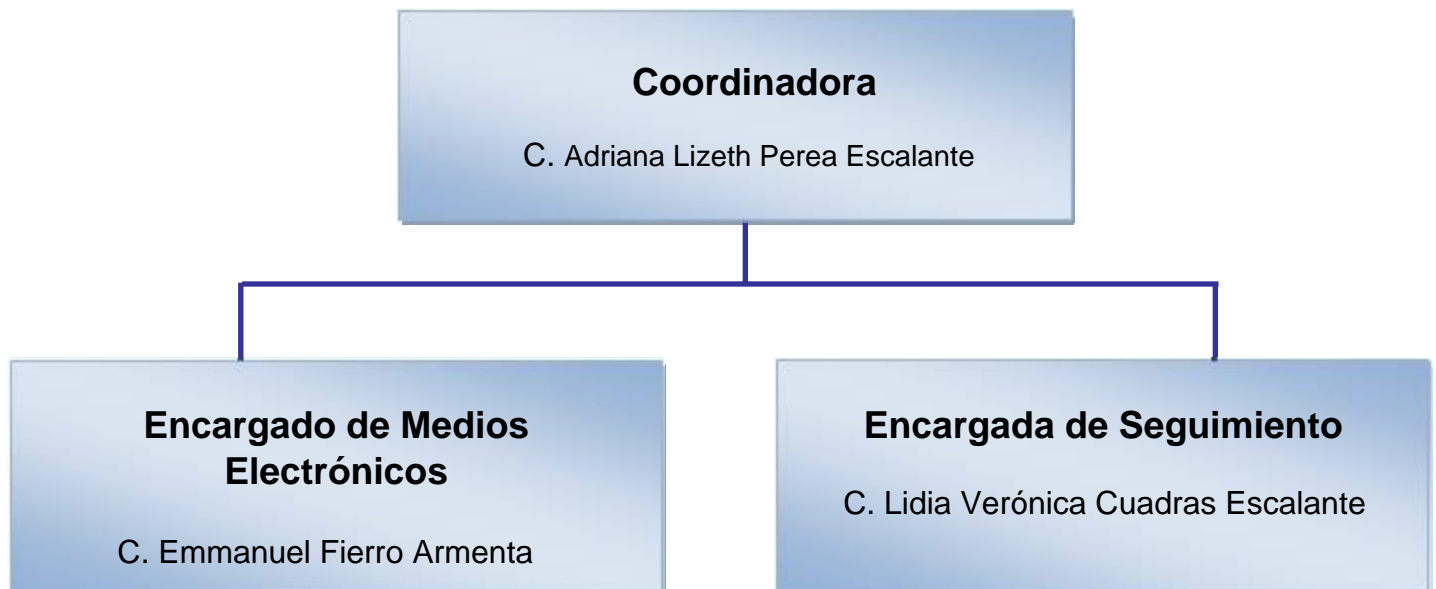 Coordinadora
C. Adriana Lizeth Perea Escalante
Encargado de Medios
Electrónicos
C. Emmanuel Fierro Armenta
Encargada de Seguimiento
C. Lidia Verónica Cuadras Escalante